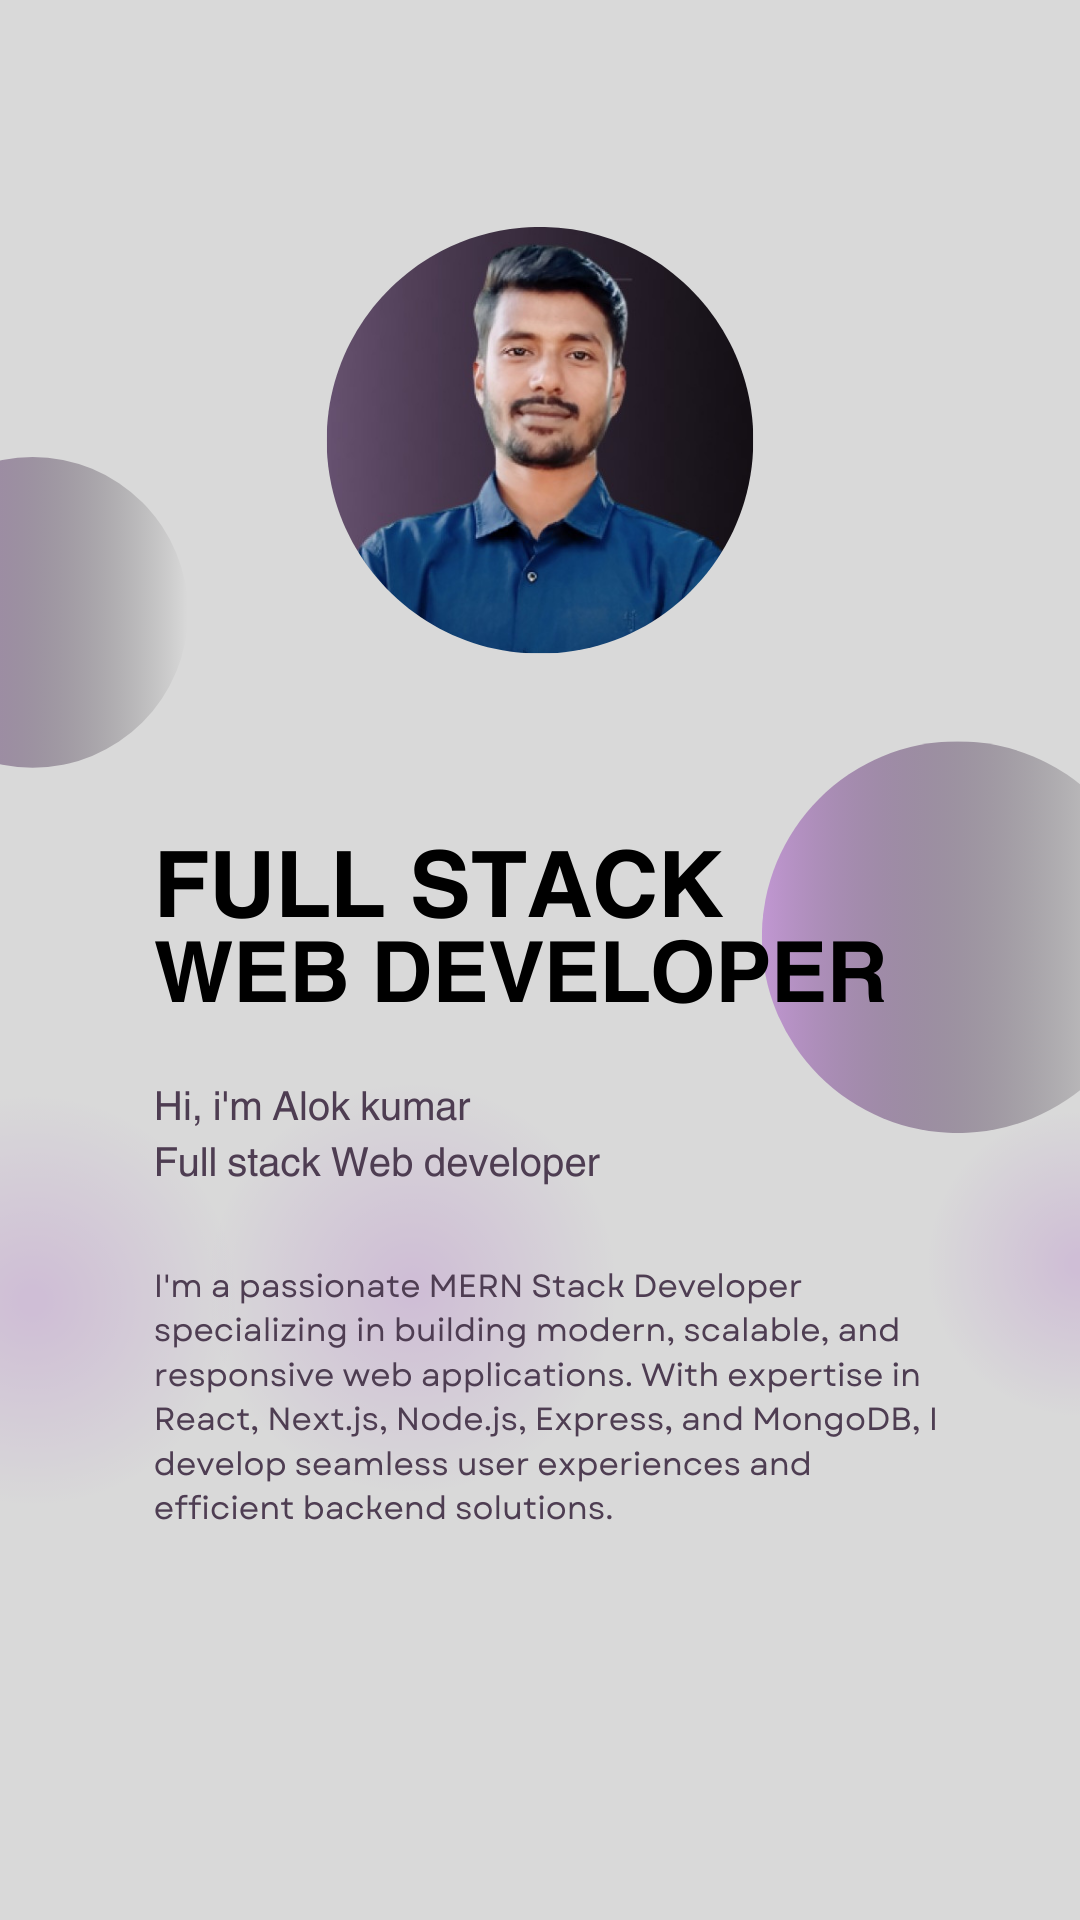 FULL STACK
WEB DEVELOPER
Hi, i'm Alok kumar
Full stack Web developer
I'm a passionate MERN Stack Developer
specializing in building modern, scalable, and
responsive web applications. With expertise in
React, Next.js, Node.js, Express, and MongoDB, I
develop seamless user experiences and
efficient backend solutions.